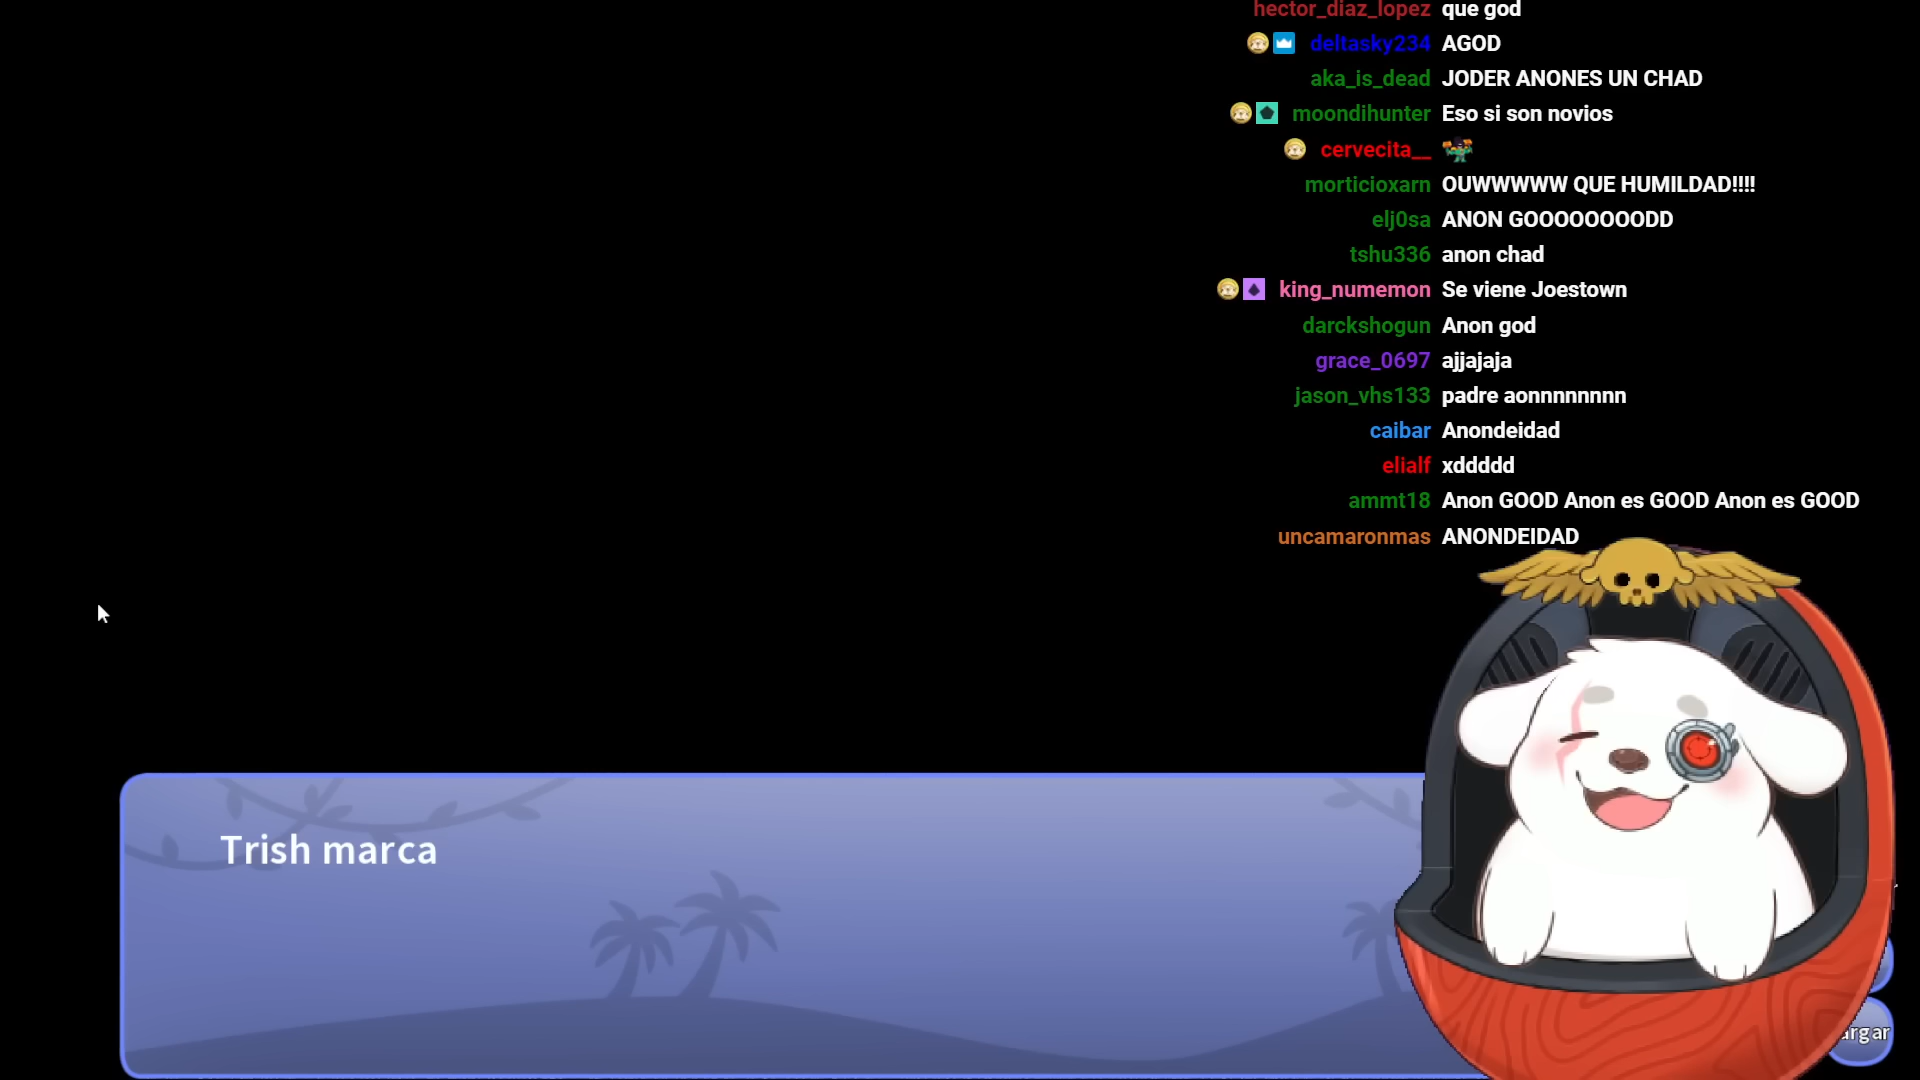 hector_diaz_lopez que god
deltasky234 AGOD
aka_is_dead JODER ANONES UN CHAD
moondihunter Eso si son novios
cervecita__
morticioxarn OUWWWWW QUE HUMILDAD!!!!
elj0sa ANON GOOOOOOOODD
tshu336 anon chad
king_numemon Se viene Joestown
darckshogun Anon god
grace_0697 ajjajaja
jason_vhs133 padre aonnnnnnnn
caibar Anondeidad
elialf xddddd
ammt18 Anon GOOD Anon es GOOD Anon es GOOD
uncamaronmas ANONDEIDAD
Trish marca